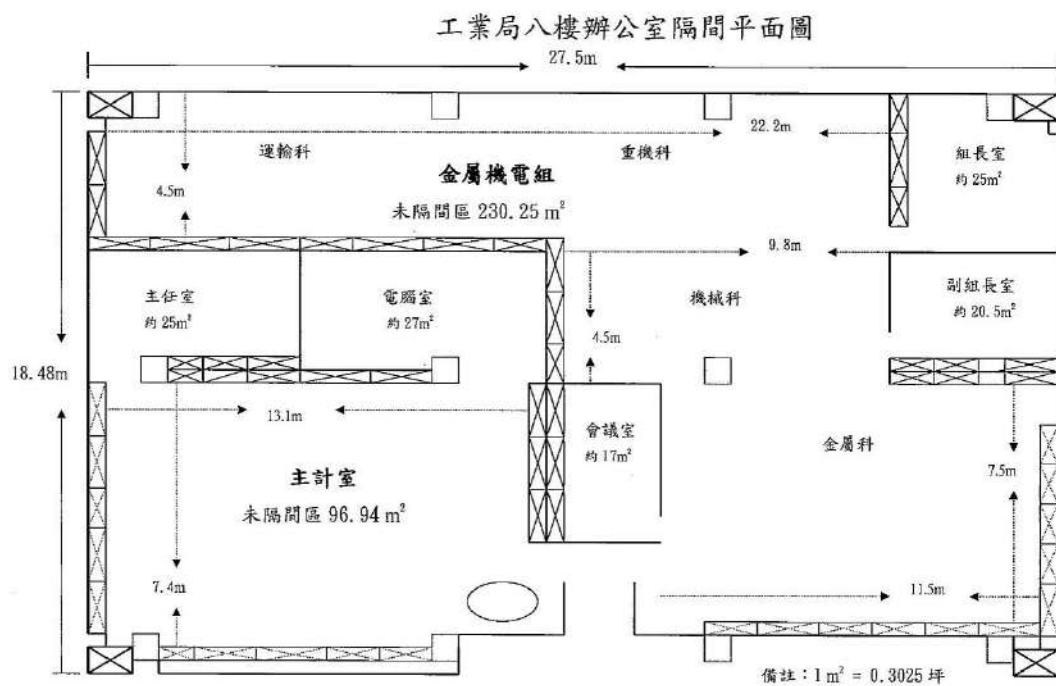 工業局八樓辦公室隔間平面圖
27.5m
22.2m
運輸科
重機科
組長室
約 25m²
金屬機電組
4.5m
未隔間區 230.25 m²
9.8m
主任室
約 25m²
電腦室
約 27m²
機械科
副組長室
約 20.5m²
4.5m
18.48m
13.1m
會議室
約 17m²
金屬科
7.5m
主計室
未隔間區 96.94 m²
7.4m
11.5m
備註：1 m² = 0.3025 坪